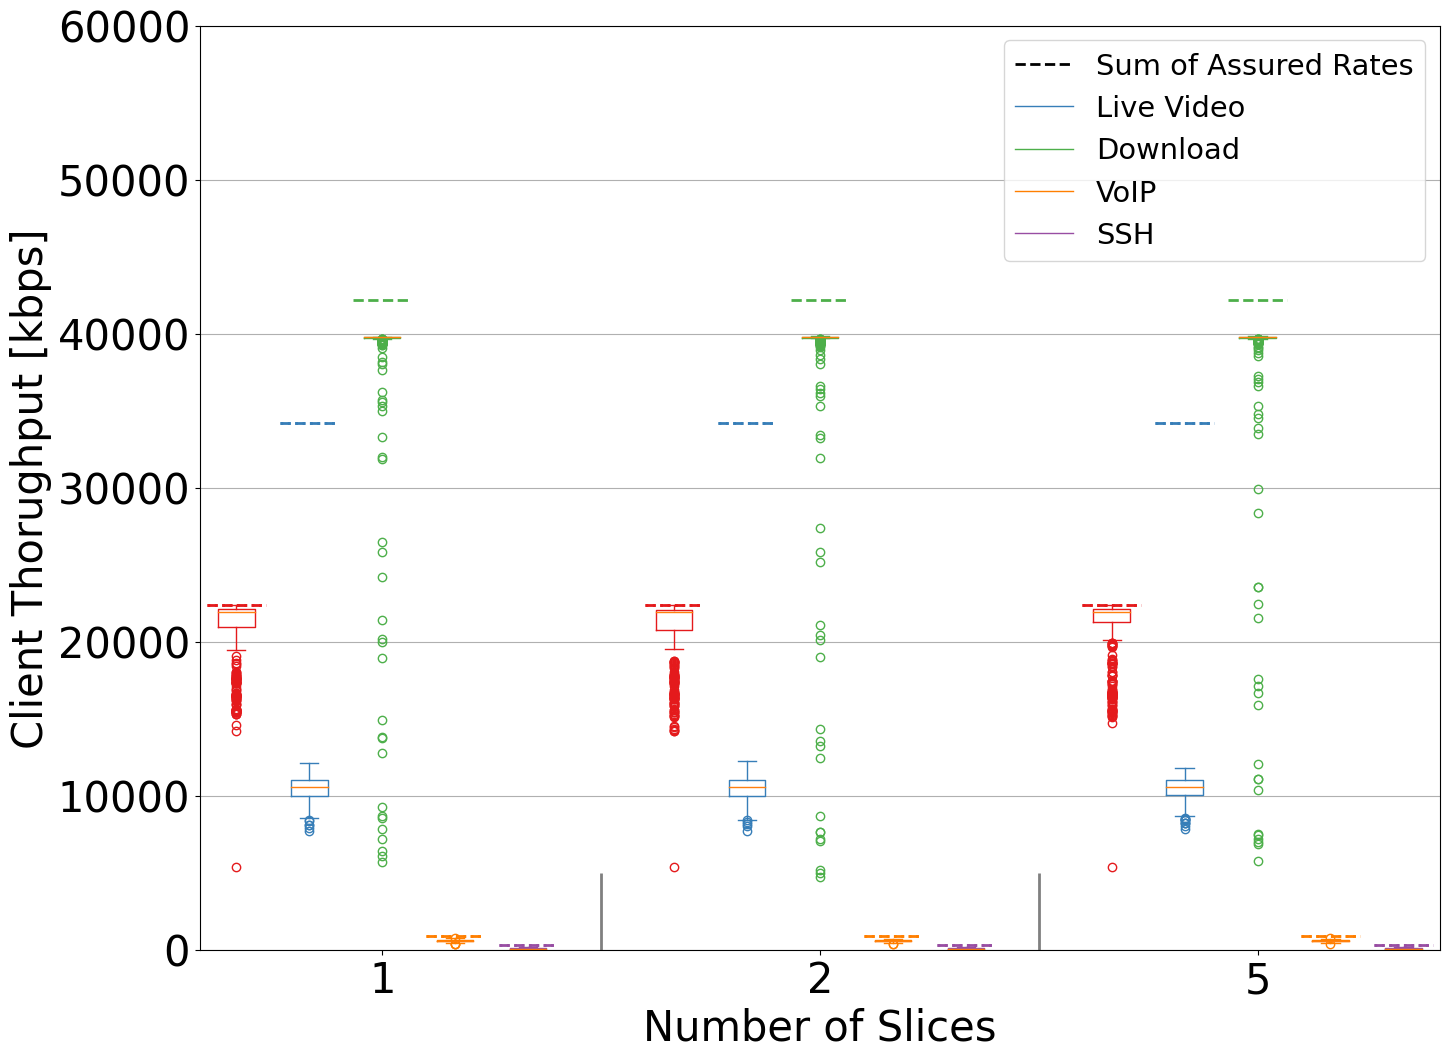 60000
50000
40000
30000
20000
10000
0
Client Thorughput [kbps]
Sum of Assured Rates
Live Video
Download
VoIP
SSH
1
2
5
Number of Slices